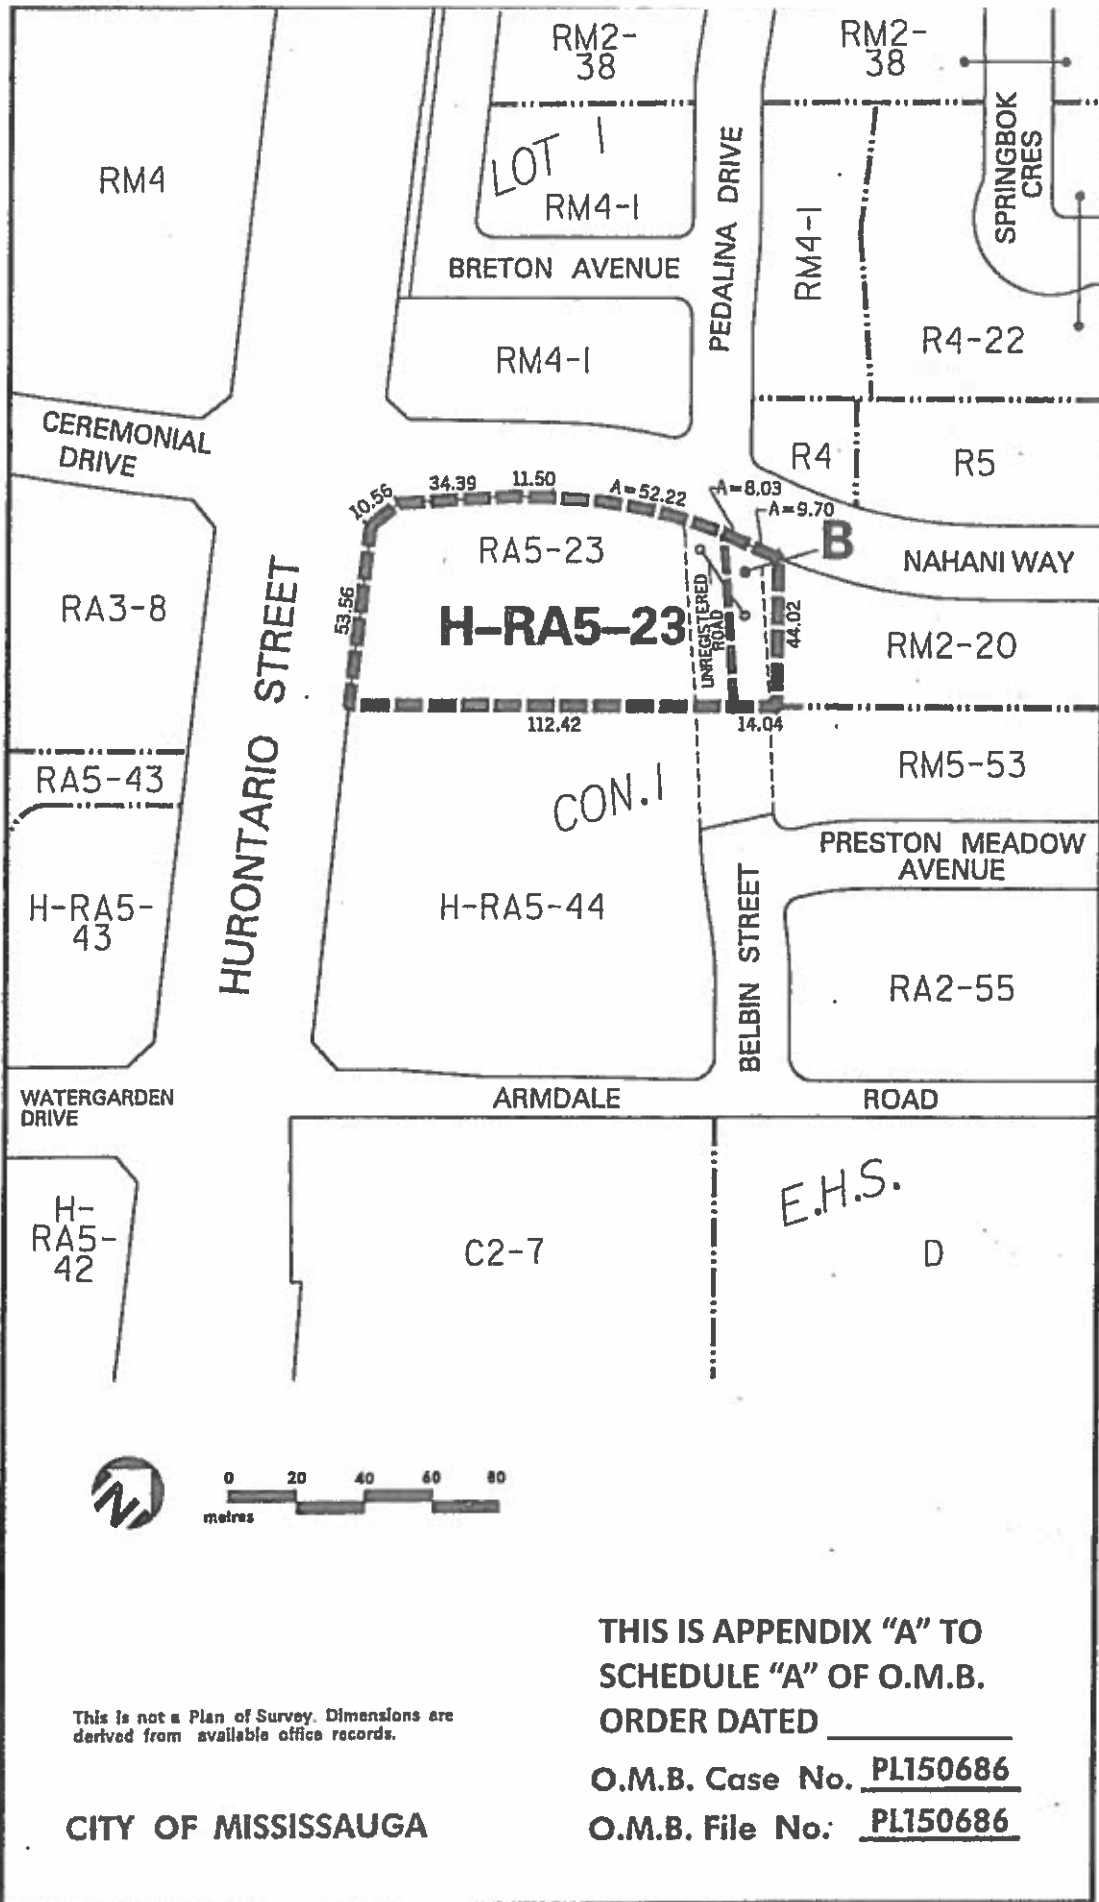 RM2-
38
RM2-
38
SPRINGBOK
CRES
RM4
LOT 1
RM4-1
PEDALINA DRIVE
RM4-1
BRETON AVENUE
RM4-1
R4-22
CEREMONIAL
DRIVE
R4
R5
10.56
34.39
11.50
A=52.22
A=8.03
A=9.70
B
NAHANI WAY
RA5-23
RA3-8
53.56
H-RA5-23
UNREGISTERED
ROAD
44.02
RM2-20
HURONTARIO STREET
112.42
14.04
RA5-43
CON. 1
RM5-53
PRESTON MEADOW
AVENUE
H-RA5-
43
H-RA5-44
BELBIN STREET
RA2-55
WATERGARDEN
DRIVE
ARMDALE ROAD
H-
RA5-
42
C2-7
E.H.S.
D
N
0 20 40 60 80
metres
THIS IS APPENDIX “A” TO
SCHEDULE “A” OF O.M.B.
ORDER DATED
This is not a Plan of Survey. Dimensions are
derived from available office records.
O.M.B. Case No. PL150686
O.M.B. File No: PL150686
CITY OF MISSISSAUGA